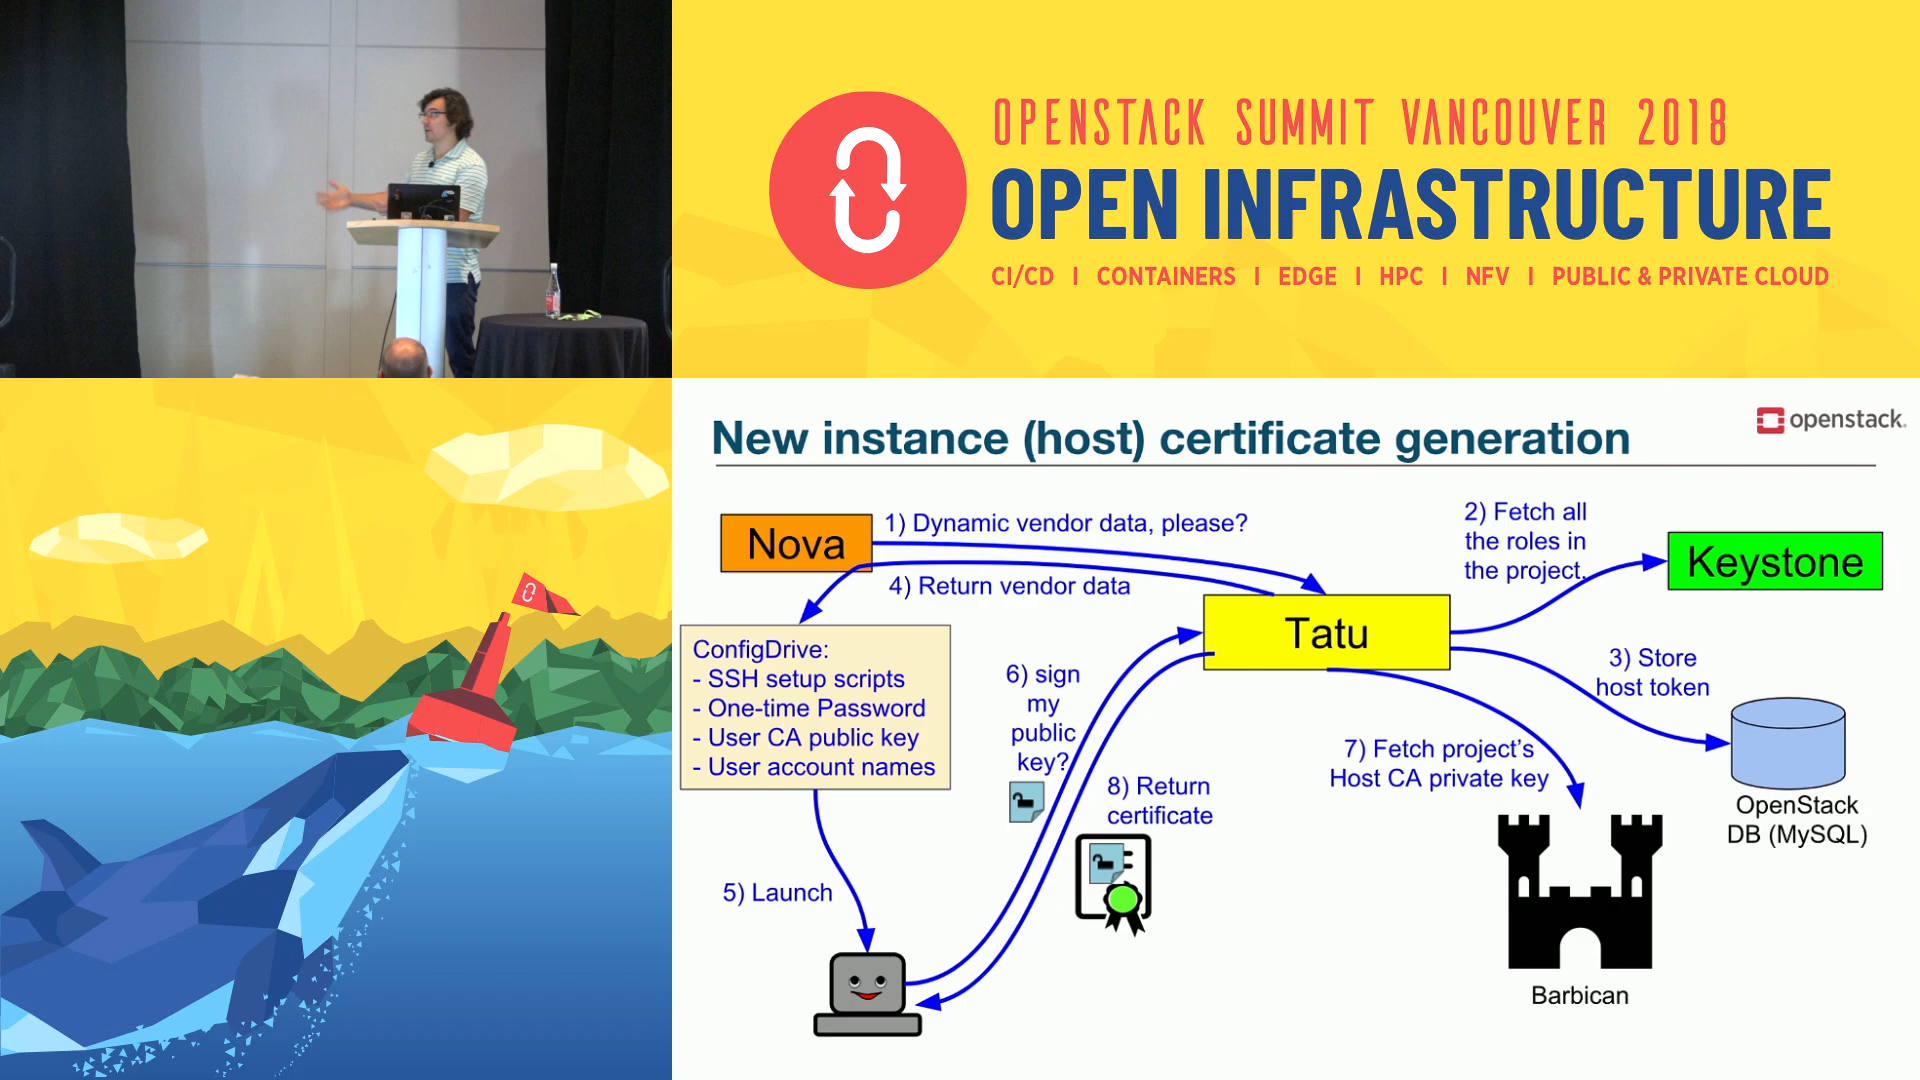 OPENSTACK SUMMIT VANCOUVER 2018
OPEN INFRASTRUCTURE
CI/CD | CONTAINERS | EDGE | HPC | NFV | PUBLIC & PRIVATE CLOUD
openstack.
New instance (host) certificate generation
Nova
1) Dynamic vendor data, please?
4) Return vendor data
2) Fetch all
the roles in
the project.
Keystone
Tatu
ConfigDrive:
- SSH setup scripts
- One-time Password
- User CA public key
- User account names
6) sign
my
public
key?
3) Store
host token
7) Fetch project's
Host CA private key
8) Return
certificate
OpenStack
DB (MySQL)
5) Launch
Barbican